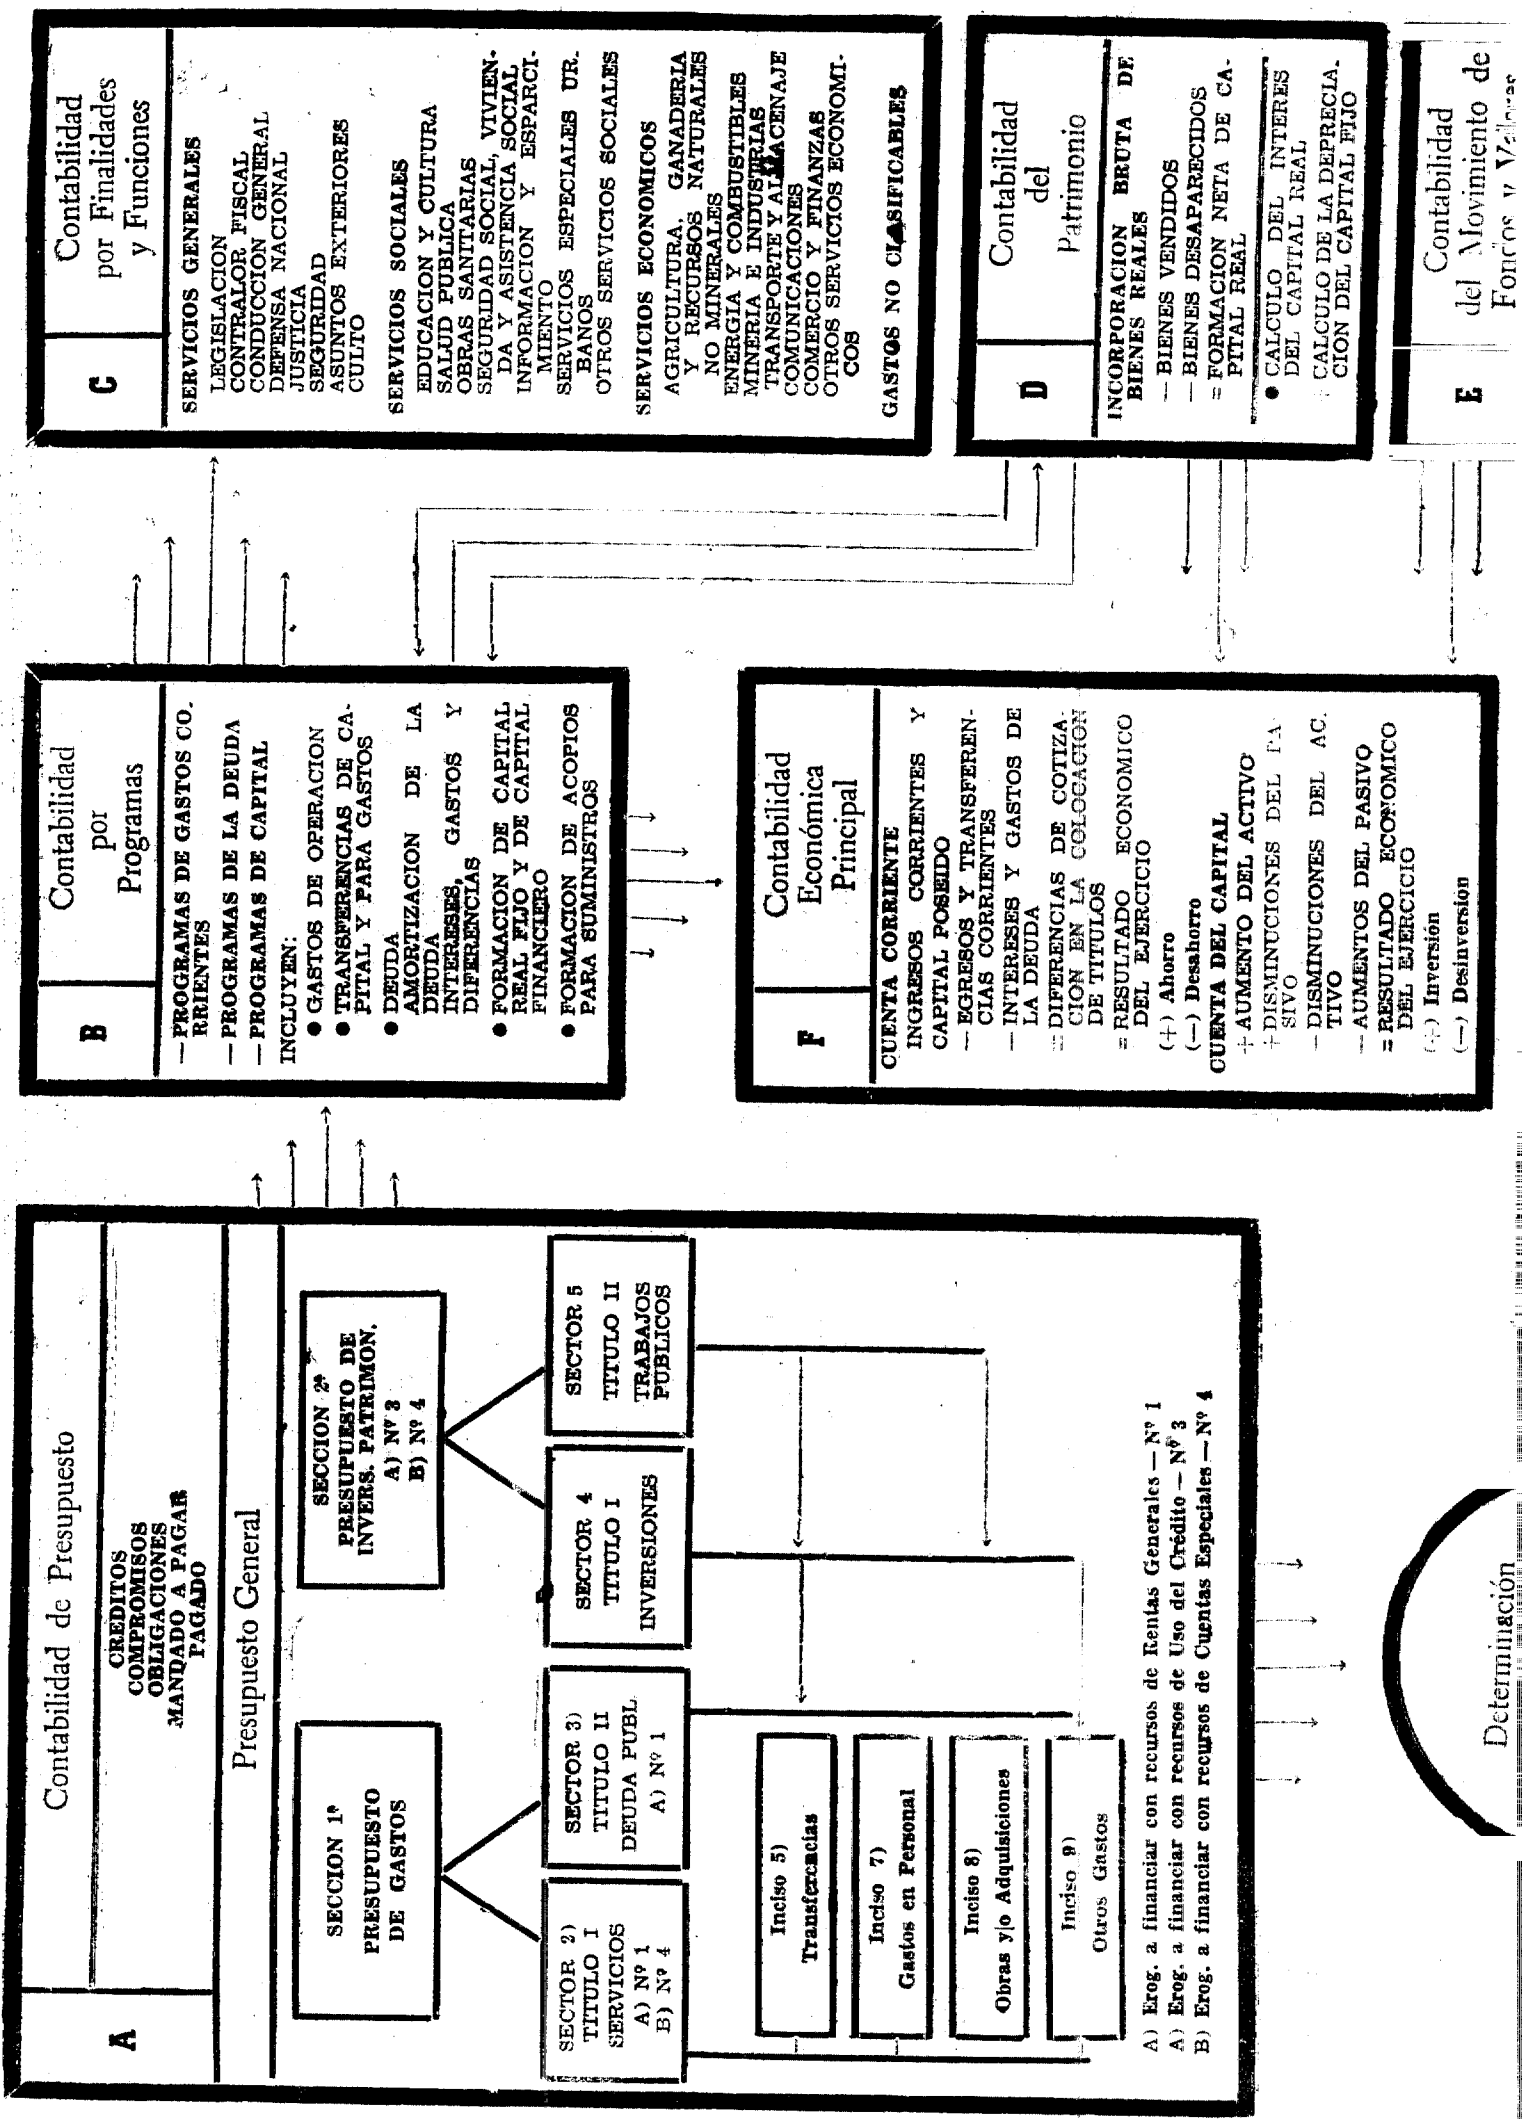 A
Contabilidad de Presupuesto
CREDITOS
COMPROMISOS
OBLIGACIONES
MANDADO A PAGAR
PAGADO
Presupuesto General
SECCION 1ª
PRESUPUESTO
DE GASTOS
SECCION 2ª
PRESUPUESTO DE
INVERS. PATRIMON.
A) Nº 3
B) Nº 4
SECTOR 2)
TITULO I
SERVICIOS
A) Nº 1
B) Nº 4
SECTOR 3)
TITULO II
DEUDA PUBL.
A) Nº 1
SECTOR 4
TITULO I
INVERSIONES
SECTOR 5
TITULO II
TRABAJOS
PUBLICOS
Inciso 5)
Transferencias
Inciso 7)
Gastos en Personal
Inciso 8)
Obras y|o Adquisiciones
Inciso 9)
Otros Gastos
A) Erog. a financiar con recursos de Rentas Generales — Nº 1
A) Erog. a financiar con recursos de Uso del Crédito — Nº 3
B) Erog. a financiar con recursos de Cuentas Especiales — Nº 4
Determinación
B
Contabilidad
por
Programas
— PROGRAMAS DE GASTOS CO-
RRIENTES
— PROGRAMAS DE LA DEUDA
— PROGRAMAS DE CAPITAL
INCLUYEN:
● GASTOS DE OPERACION
● TRANSFERENCIAS DE CA-
PITAL Y PARA GASTOS
● DEUDA
AMORTIZACION DE LA
DEUDA
INTERESES, GASTOS Y
DIFERENCIAS
● FORMACION DE CAPITAL
REAL FIJO Y DE CAPITAL
FINANCIERO
● FORMACION DE ACOPIOS
PARA SUMINISTROS
F
Contabilidad
Económica
Principal
CUENTA CORRIENTE
INGRESOS CORRIENTES Y
CAPITAL POSEIDO
— EGRESOS Y TRANSFEREN-
CIAS CORRIENTES
— INTERESES Y GASTOS DE
LA DEUDA
= DIFERENCIAS DE COTIZA-
CION EN LA COLOCACION
DE TITULOS
= RESULTADO ECONOMICO
DEL EJERCICIO
(+) Ahorro
(—) Desahorro
CUENTA DEL CAPITAL
+ AUMENTO DEL ACTIVO
+ DISMINUCIONES DEL PA-
SIVO
— DISMINUCIONES DEL AC-
TIVO
— AUMENTOS DEL PASIVO
= RESULTADO ECONOMICO
DEL EJERCICIO
(+) Inversión
(—) Desinversión
C
Contabilidad
por Finalidades
y Funciones
SERVICIOS GENERALES
LEGISLACION
CONTRALOR FISCAL
CONDUCCION GENERAL
DEFENSA NACIONAL
JUSTICIA
SEGURIDAD
ASUNTOS EXTERIORES
CULTO
SERVICIOS SOCIALES
EDUCACION Y CULTURA
SALUD PUBLICA
OBRAS SANITARIAS
SEGURIDAD SOCIAL, VIVIEN-
DA Y ASISTENCIA SOCIAL
INFORMACION Y ESPARCI-
MIENTO
SERVICIOS ESPECIALES UR-
BANOS
OTROS SERVICIOS SOCIALES
SERVICIOS ECONOMICOS
AGRICULTURA, GANADERIA
Y RECURSOS NATURALES
NO MINERALES
ENERGIA Y COMBUSTIBLES
MINERIA E INDUSTRIAS
TRANSPORTE Y ALMACENAJE
COMUNICACIONES
COMERCIO Y FINANZAS
OTROS SERVICIOS ECONOMI-
COS
GASTOS NO CLASIFICABLES
D
Contabilidad
del
Patrimonio
INCORPORACION BRUTA DE
BIENES REALES
— BIENES VENDIDOS
— BIENES DESAPARECIDOS
= FORMACION NETA DE CA-
PITAL REAL
● CALCULO DEL INTERES
DEL CAPITAL REAL
CALCULO DE LA DEPRECIA-
CION DEL CAPITAL FIJO
E
Contabilidad
del Movimiento de
Fondos y Valores